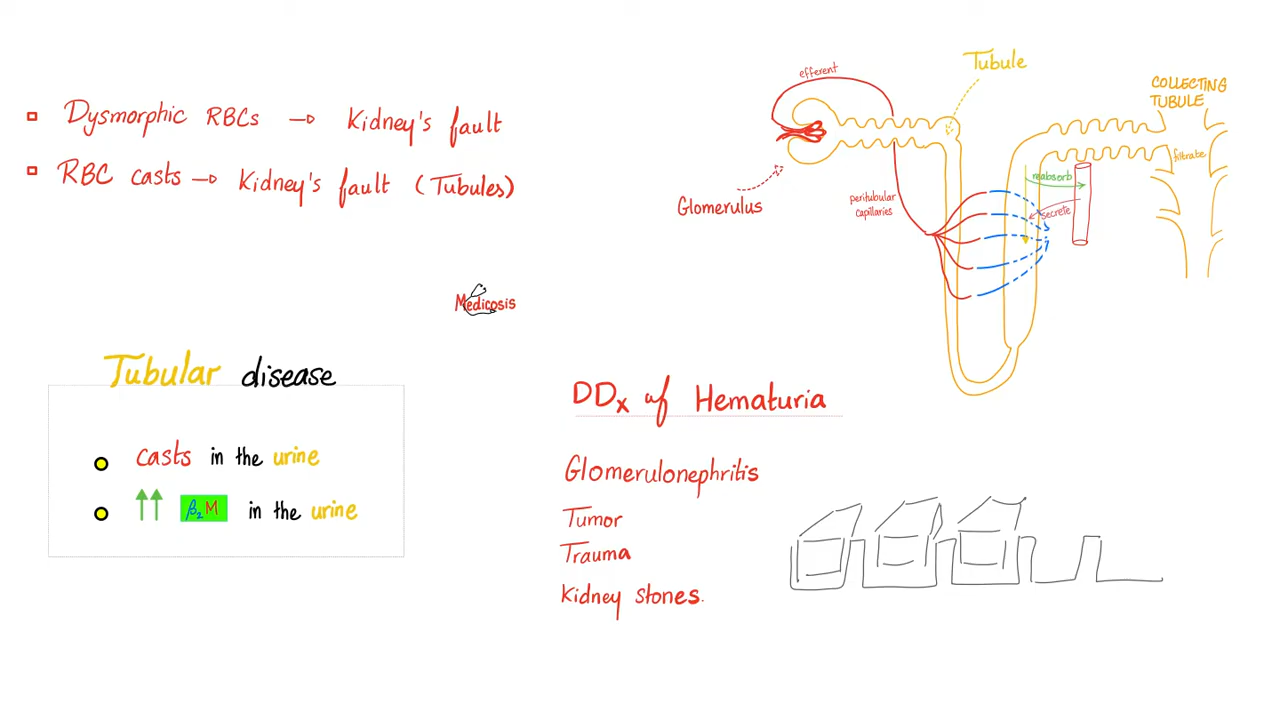 Dysmorphic RBCs → Kidney's fault
RBC casts → Kidney's fault (Tubules)
Medicosis
Tubular disease
casts in the urine
↑↑ β₂M in the urine
efferent
Tubule
COLLECTING
TUBULE
filtrate
reabsorb
secrete
peritubular
capillaries
Glomerulus
DDx of Hematuria
Glomerulonephritis
Tumor
Trauma
Kidney stones.